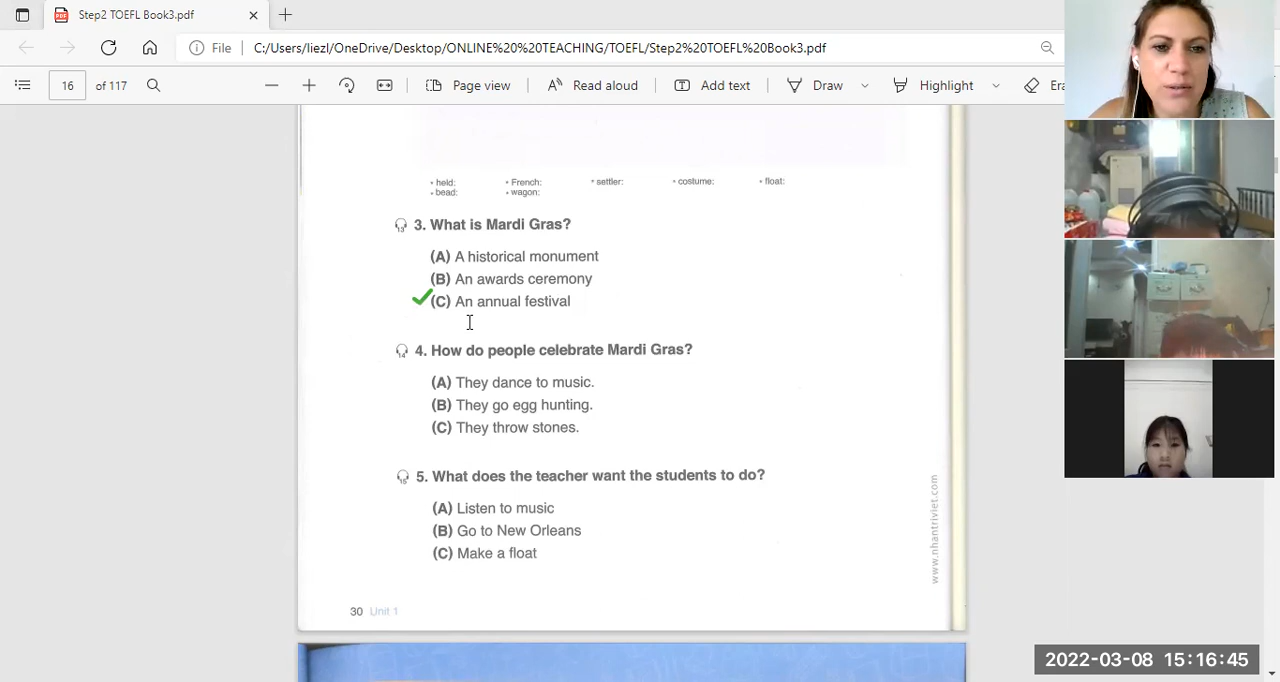 Step2 TOEFL Book3.pdf
File
C:/Users/liezl/OneDrive/Desktop/ONLINE%20%20TEACHING/TOEFL/Step2%20TOEFL%20Book3.pdf
16 of 117
Page view
Read aloud
Add text
Draw
Highlight
• held: • French: • settler: • costume: • float:
• bead: • wagon:
3. What is Mardi Gras?
(A) A historical monument
(B) An awards ceremony
(C) An annual festival
4. How do people celebrate Mardi Gras?
(A) They dance to music.
(B) They go egg hunting.
(C) They throw stones.
5. What does the teacher want the students to do?
(A) Listen to music
(B) Go to New Orleans
(C) Make a float
www.nhantriviet.com
30 Unit 1
2022-03-08 15:16:45